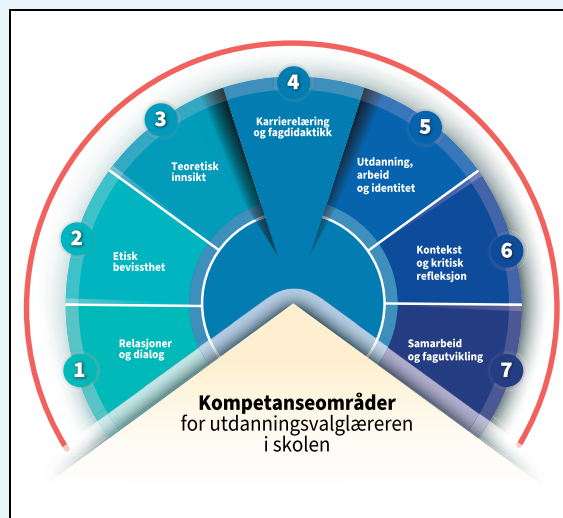 1
Relasjoner
og dialog
2
Etisk
bevissthet
3
Teoretisk
innsikt
4
Karrierelæring
og fagdidaktikk
5
Utdanning,
arbeid
og identitet
6
Kontekst
og kritisk
refleksjon
7
Samarbeid
og fagutvikling
Kompetanseområder
for utdanningsvalglæreren
i skolen